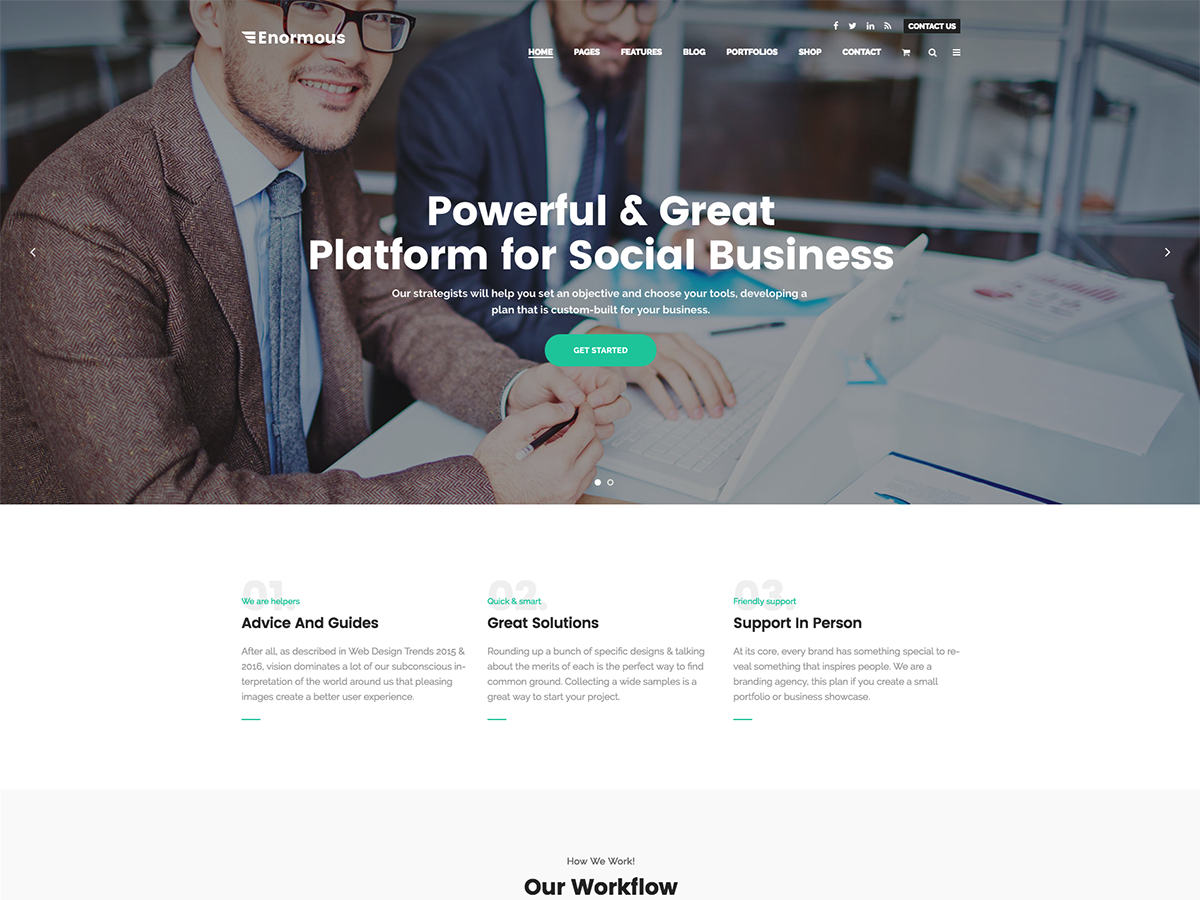 CONTACT US
Enormous
HOME PAGES FEATURES BLOG PORTFOLIOS SHOP CONTACT
Powerful & Great
Platform for Social Business
Our strategists will help you set an objective and choose your tools, developing a
plan that is custom-built for your business.
GET STARTED
01.
We are helpers
Advice And Guides
After all, as described in Web Design Trends 2015 &
2016, vision dominates a lot of our subconscious in-
terpretation of the world around us that pleasing
images create a better user experience.
02.
Quick & smart
Great Solutions
Rounding up a bunch of specific designs & talking
about the merits of each is the perfect way to find
common ground. Collecting a wide samples is a
great way to start your project.
03.
Friendly support
Support In Person
At its core, every brand has something special to re-
veal something that inspires people. We are a
branding agency, this plan if you create a small
portfolio or business showcase.
How We Work!
Our Workflow